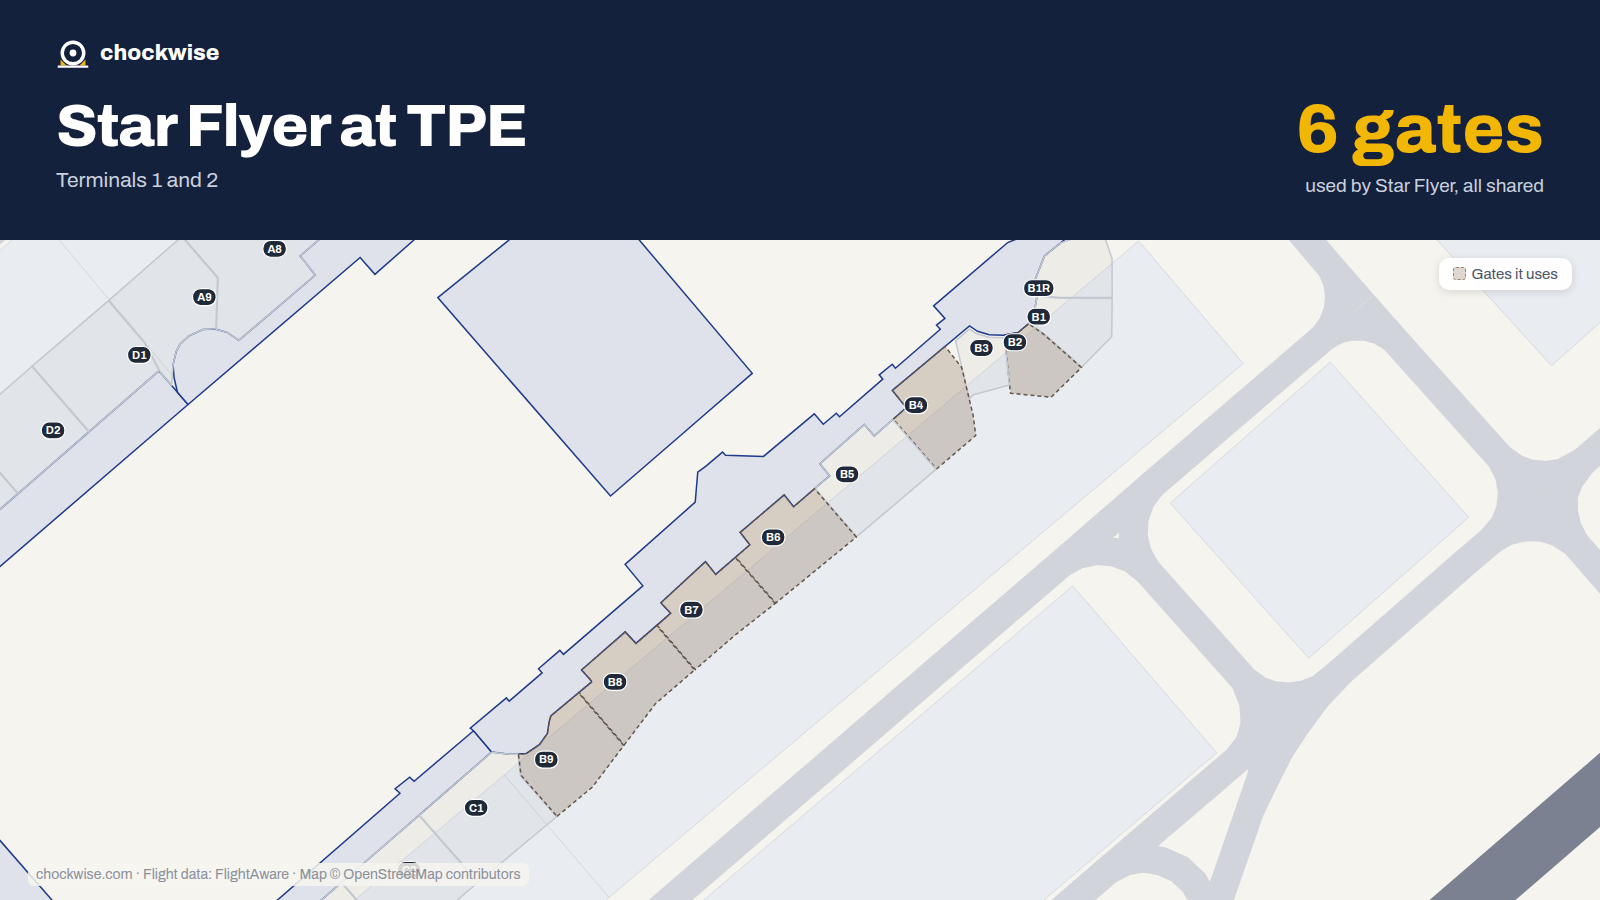 chockwise
Star Flyer at TPE
Terminals 1 and 2
6 gates
used by Star Flyer, all shared
Gates it uses
A8
A9
D1
D2
B1R
B1
B2
B3
B4
B5
B6
B7
B8
B9
C1
chockwise.com · Flight data: FlightAware · Map © OpenStreetMap contributors